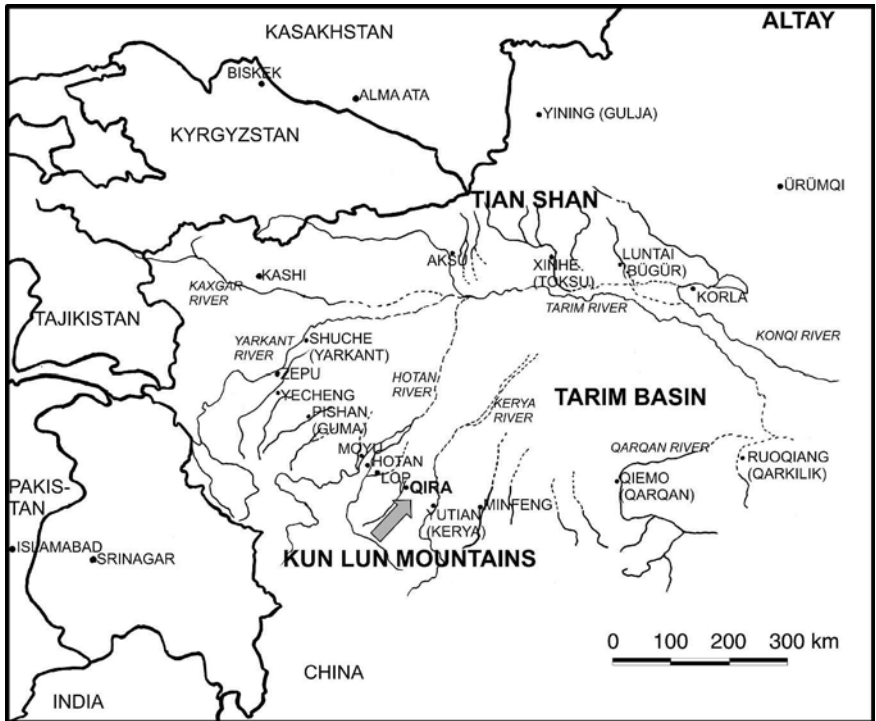 ALTAY
KASAKHSTAN
BISKEK
ALMA ATA
YINING (GULJA)
KYRGYZSTAN
ÜRÜMQI
TIAN SHAN
AKSU
XINHE
(TOKSU)
LUNTAI
(BÜGÜR)
KASHI
KAXGAR
RIVER
KORLA
TARIM RIVER
TAJIKISTAN
KONQI RIVER
YARKANT
RIVER
SHUCHE
(YARKANT)
ZEPU
HOTAN
RIVER
YECHENG
KERYA
RIVER
TARIM BASIN
PISHAN
(GUMA)
MOYU
HOTAN
LOP
QIRA
QARQAN RIVER
RUOQIANG
(QARKILIK)
QIEMO
(QARQAN)
PAKIS-
TAN
MINFENG
YUTIAN
(KERYA)
ISLAMABAD
SRINAGAR
KUN LUN MOUNTAINS
0 100 200 300 km
CHINA
INDIA